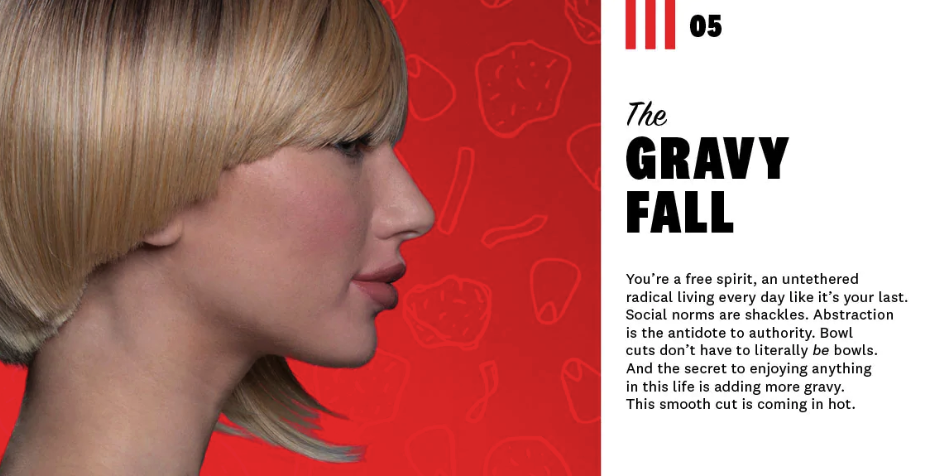 05
The
GRAVY
FALL
You’re a free spirit, an untethered
radical living every day like it’s your last.
Social norms are shackles. Abstraction
is the antidote to authority. Bowl
cuts don’t have to literally be bowls.
And the secret to enjoying anything
in this life is adding more gravy.
This smooth cut is coming in hot.